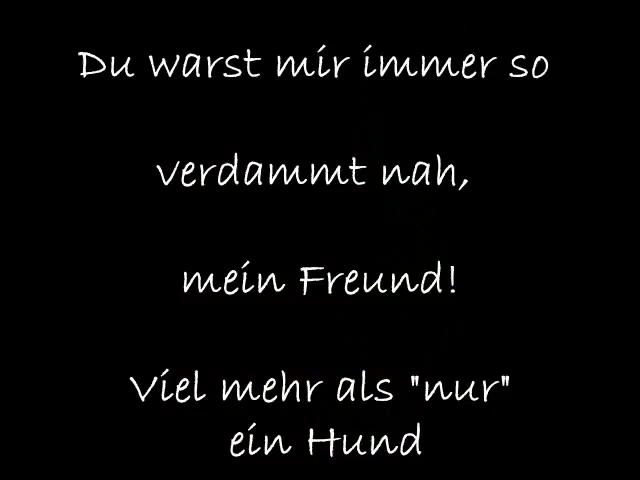 Du warst mir immer so
verdammt nah,
mein Freund!
Viel mehr als "nur"
ein Hund